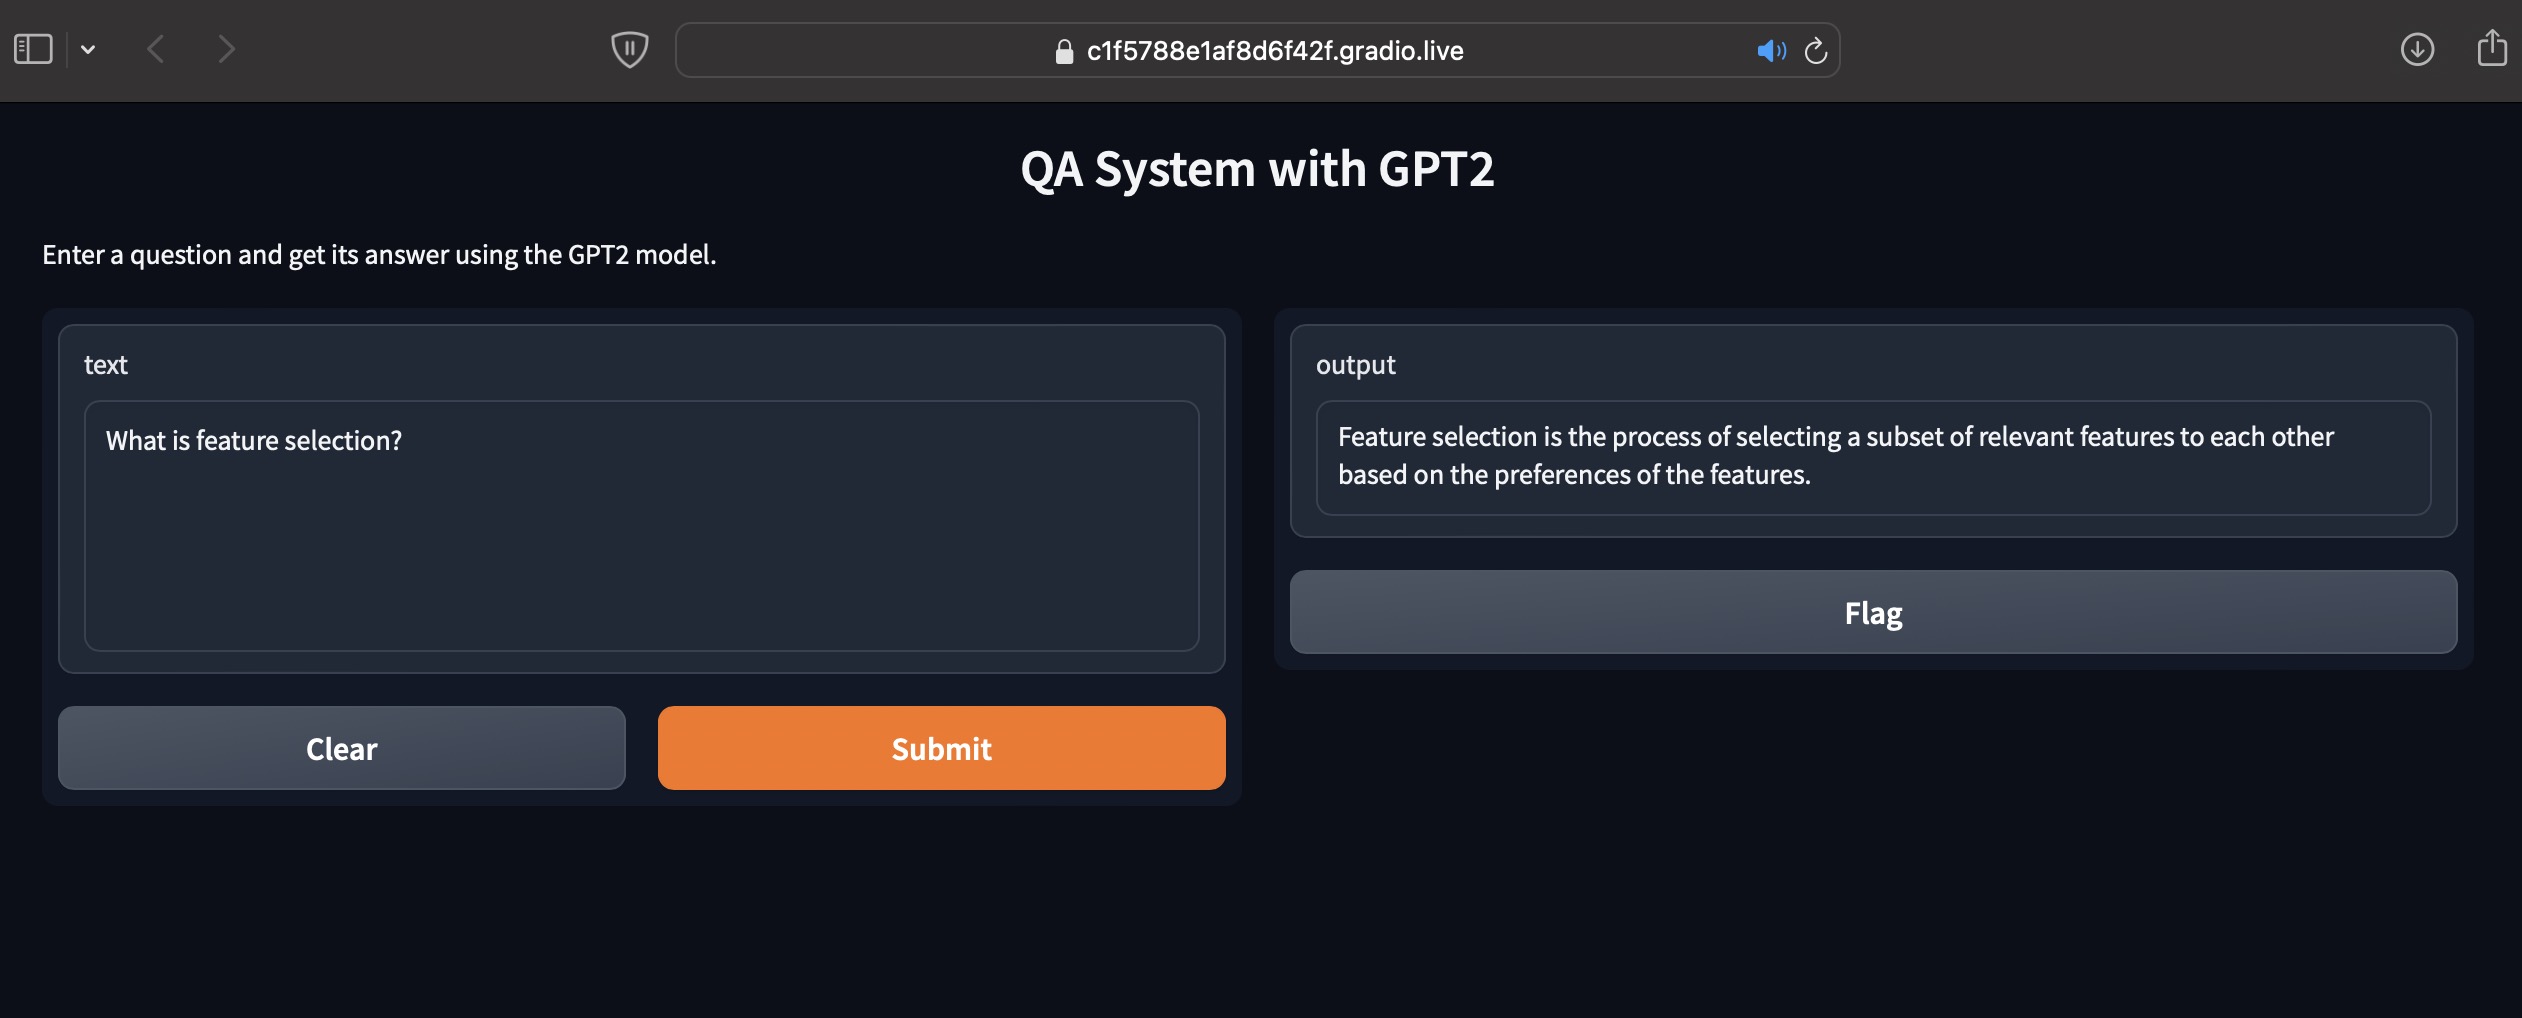 c1f5788e1af8d6f42f.gradio.live
QA System with GPT2
Enter a question and get its answer using the GPT2 model.
text
What is feature selection?
Clear
Submit
output
Feature selection is the process of selecting a subset of relevant features to each other
based on the preferences of the features.
Flag